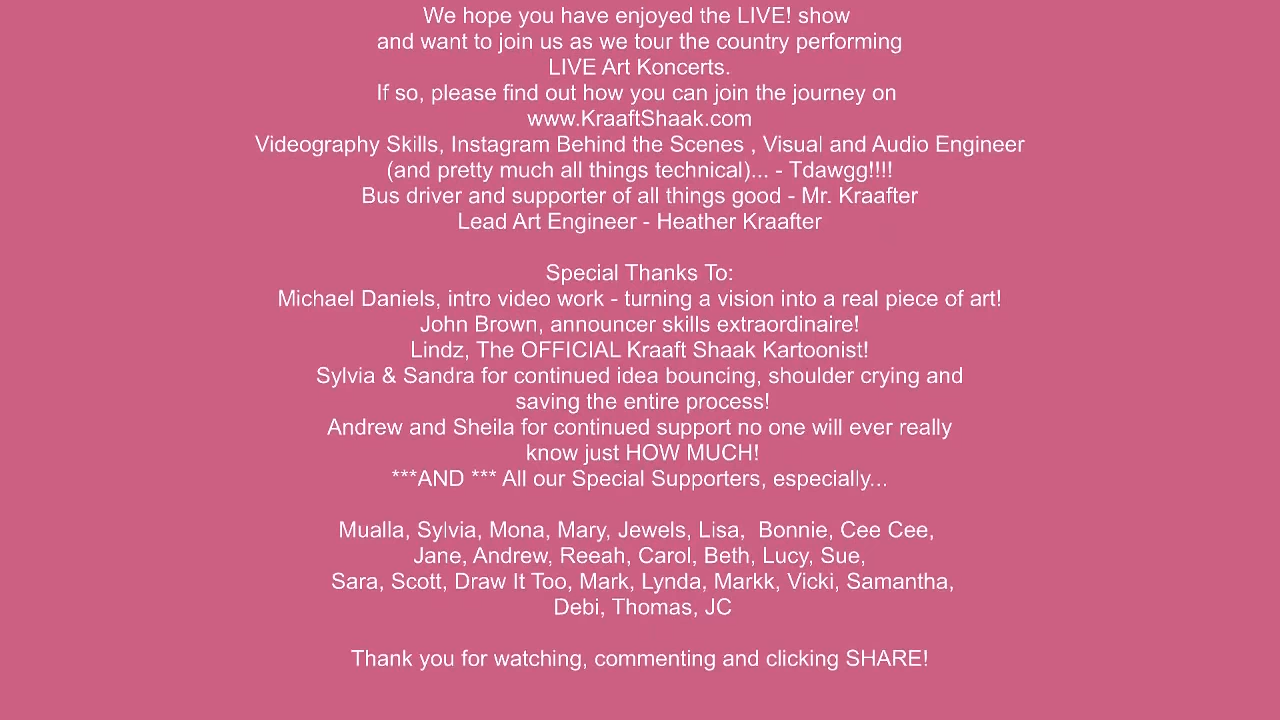 We hope you have enjoyed the LIVE! show
and want to join us as we tour the country performing
LIVE Art Koncerts.
If so, please find out how you can join the journey on
www.KraaftShaak.com
Videography Skills, Instagram Behind the Scenes , Visual and Audio Engineer
(and pretty much all things technical)... - Tdawgg!!!!
Bus driver and supporter of all things good - Mr. Kraafter
Lead Art Engineer - Heather Kraafter
Special Thanks To:
Michael Daniels, intro video work - turning a vision into a real piece of art!
John Brown, announcer skills extraordinaire!
Lindz, The OFFICIAL Kraaft Shaak Kartoonist!
Sylvia & Sandra for continued idea bouncing, shoulder crying and
saving the entire process!
Andrew and Sheila for continued support no one will ever really
know just HOW MUCH!
***AND *** All our Special Supporters, especially...
Mualla, Sylvia, Mona, Mary, Jewels, Lisa,  Bonnie, Cee Cee,
Jane, Andrew, Reeah, Carol, Beth, Lucy, Sue,
Sara, Scott, Draw It Too, Mark, Lynda, Markk, Vicki, Samantha,
Debi, Thomas, JC
Thank you for watching, commenting and clicking SHARE!